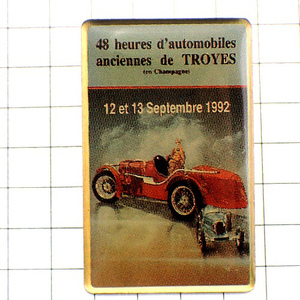 48 heures d'automobiles
anciennes de TROYES
(en Champagne)
12 et 13 Septembre 1992